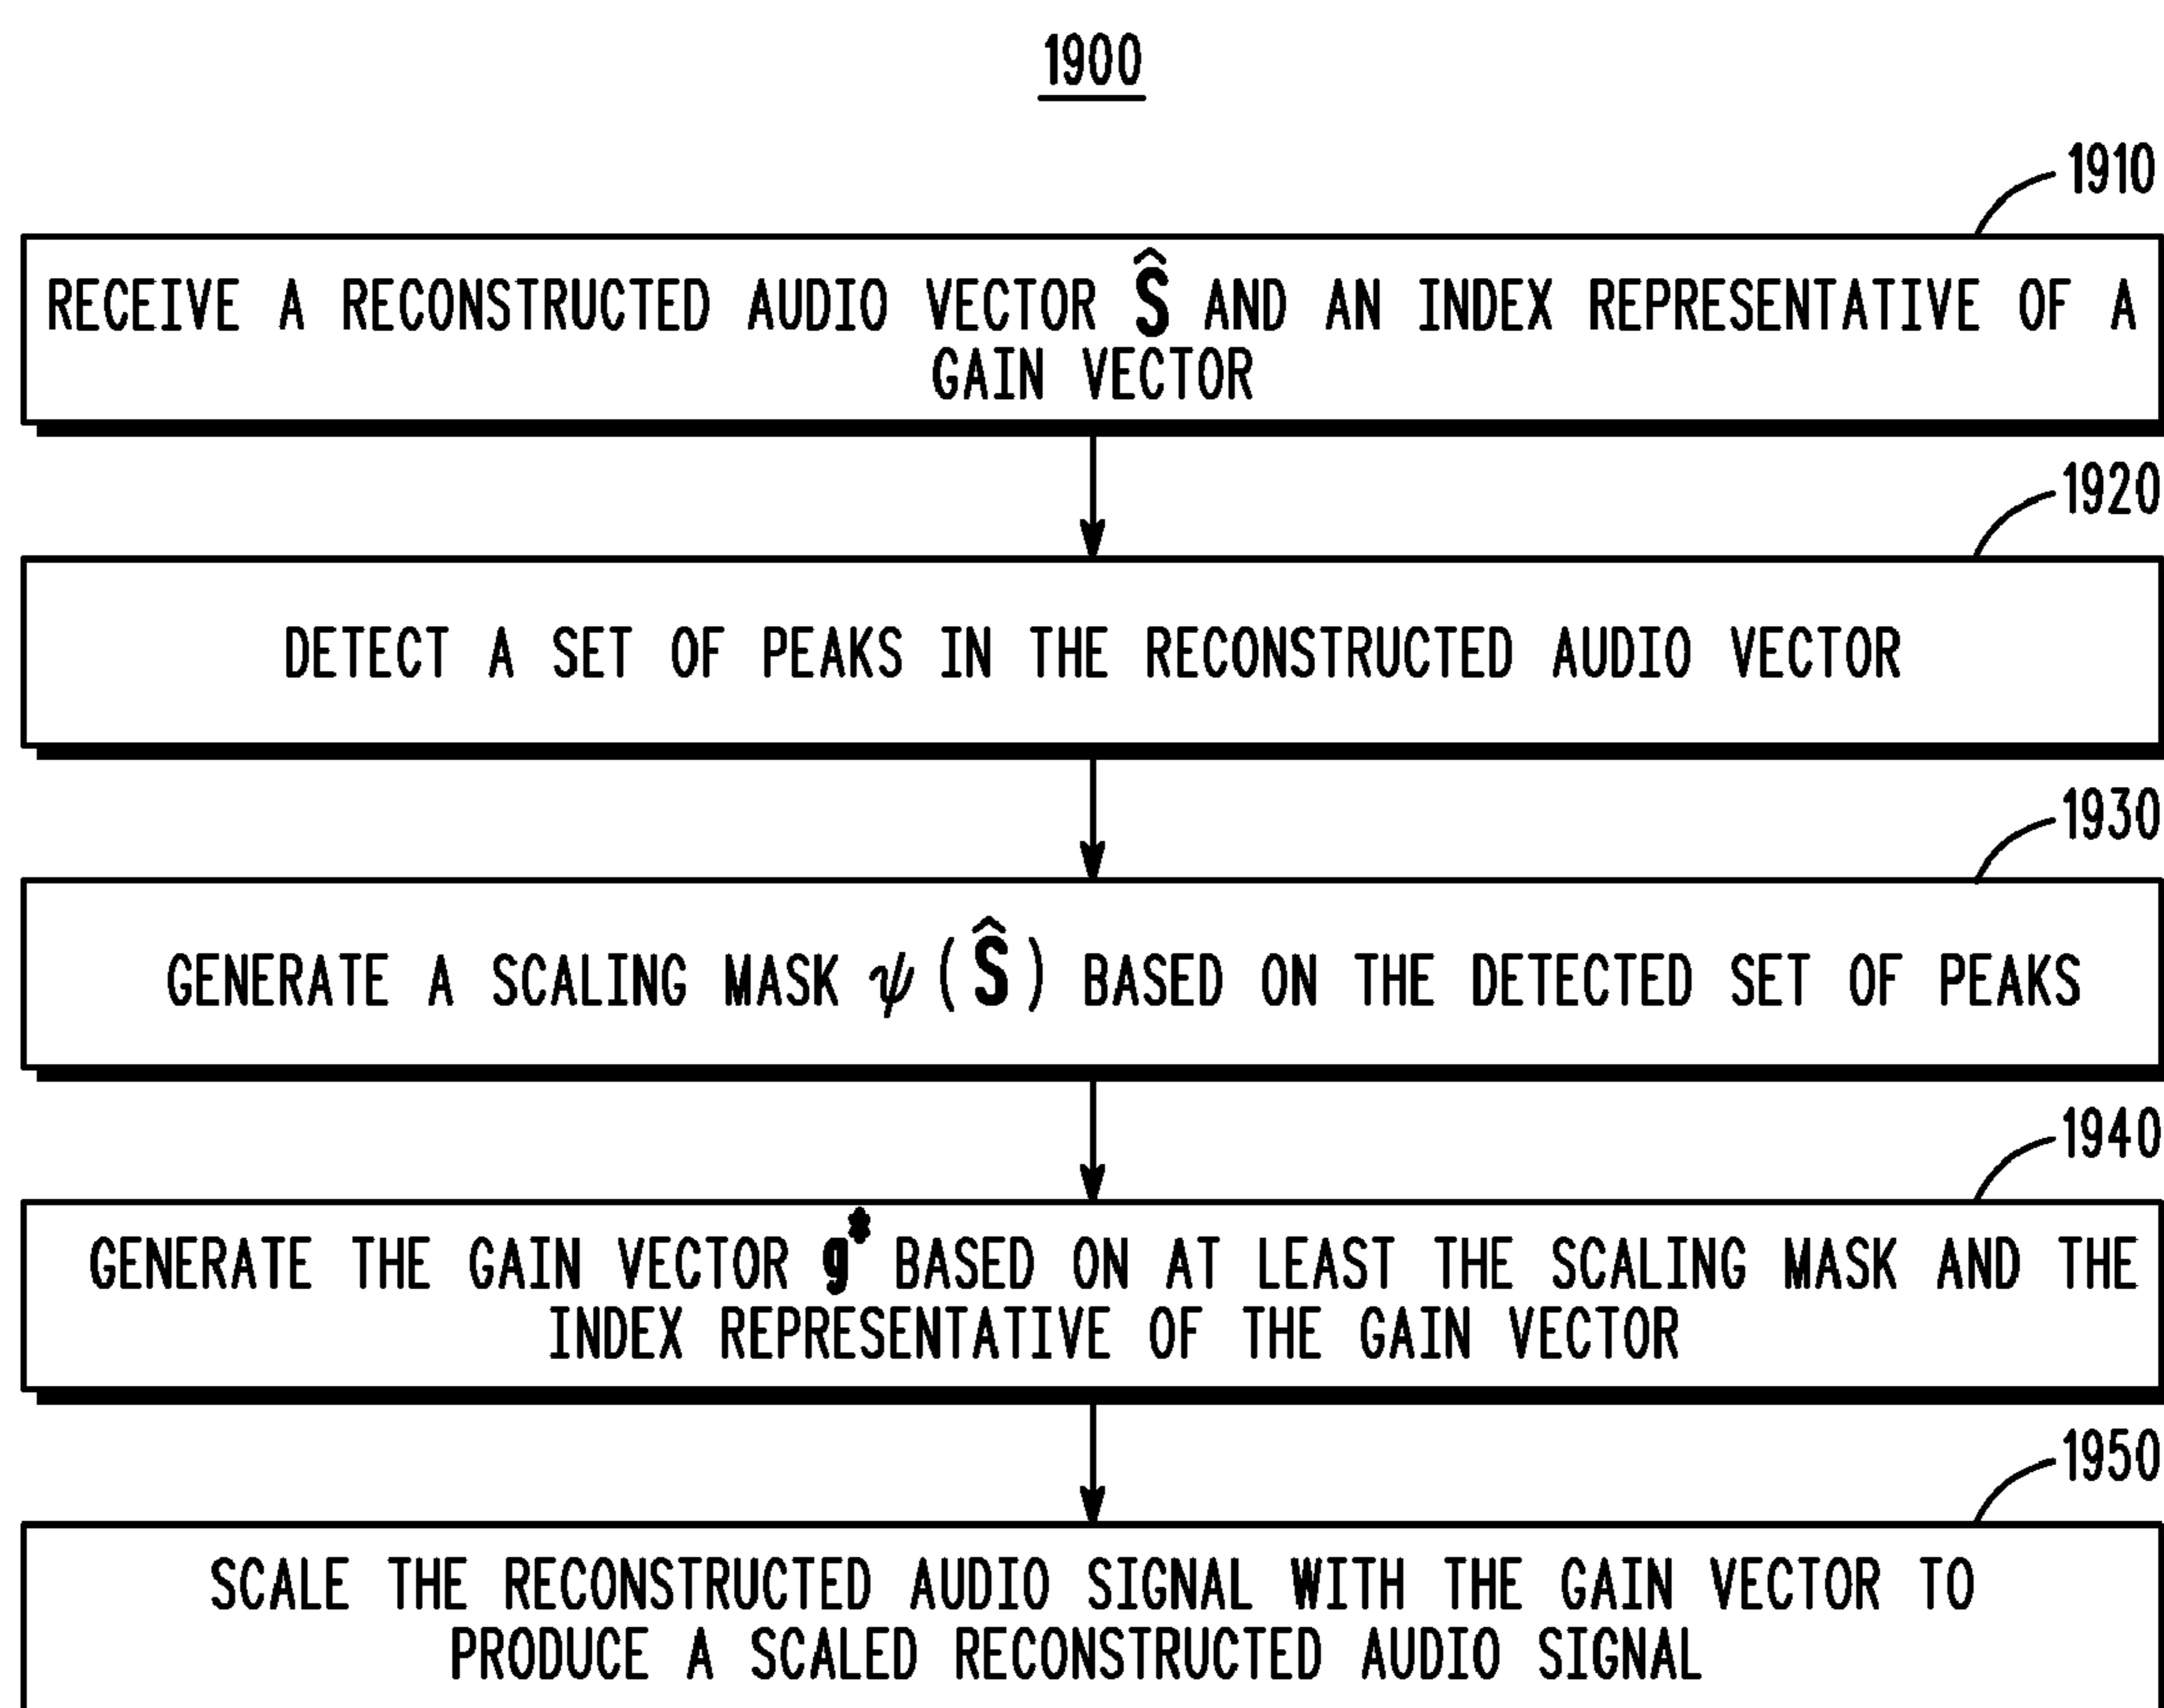 1900
1910
RECEIVE A RECONSTRUCTED AUDIO VECTOR Ŝ AND AN INDEX REPRESENTATIVE OF A
GAIN VECTOR
1920
DETECT A SET OF PEAKS IN THE RECONSTRUCTED AUDIO VECTOR
1930
GENERATE A SCALING MASK ψ (Ŝ) BASED ON THE DETECTED SET OF PEAKS
1940
GENERATE THE GAIN VECTOR g* BASED ON AT LEAST THE SCALING MASK AND THE
INDEX REPRESENTATIVE OF THE GAIN VECTOR
1950
SCALE THE RECONSTRUCTED AUDIO SIGNAL WITH THE GAIN VECTOR TO
PRODUCE A SCALED RECONSTRUCTED AUDIO SIGNAL